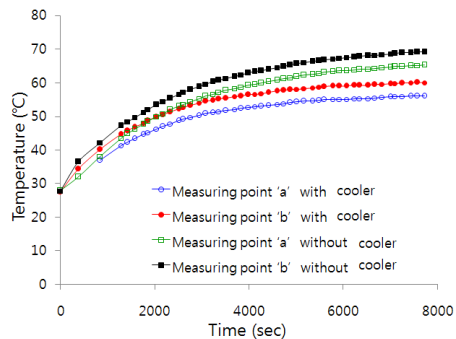 80
70
60
50
40
30
20
10
0
Temperature (℃)
Measuring point 'a' with cooler
Measuring point 'b' with cooler
Measuring point 'a' without cooler
Measuring point 'b' without cooler
0 2000 4000 6000 8000
Time (sec)